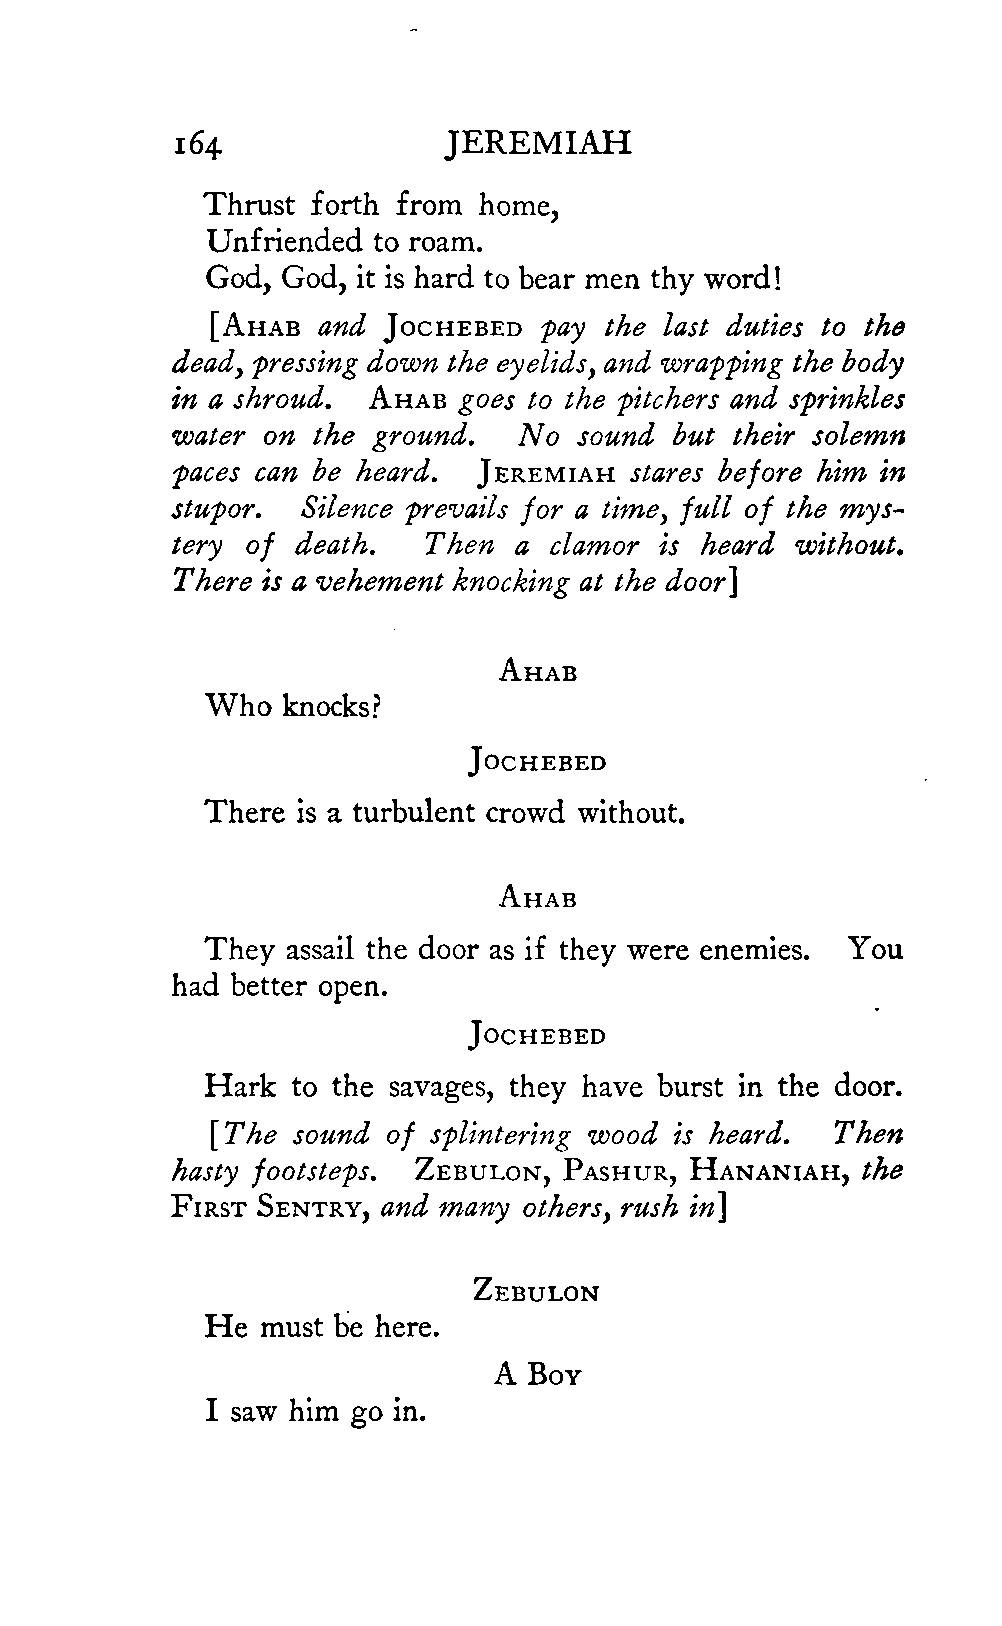 164 JEREMIAH
Thrust forth from home,
Unfriended to roam.
God, God, it is hard to bear men thy word!
[AHAB and JOCHEBED pay the last duties to the
dead, pressing down the eyelids, and wrapping the body
in a shroud. AHAB goes to the pitchers and sprinkles
water on the ground. No sound but their solemn
paces can be heard. JEREMIAH stares before him in
stupor. Silence prevails for a time, full of the mys-
tery of death. Then a clamor is heard without.
There is a vehement knocking at the door]
AHAB
Who knocks?
JOCHEBED
There is a turbulent crowd without.
AHAB
They assail the door as if they were enemies. You
had better open.
JOCHEBED
Hark to the savages, they have burst in the door.
[The sound of splintering wood is heard. Then
hasty footsteps. ZEBULON, PASHUR, HANANIAH, the
FIRST SENTRY, and many others, rush in]
ZEBULON
He must be here.
A BOY
I saw him go in.